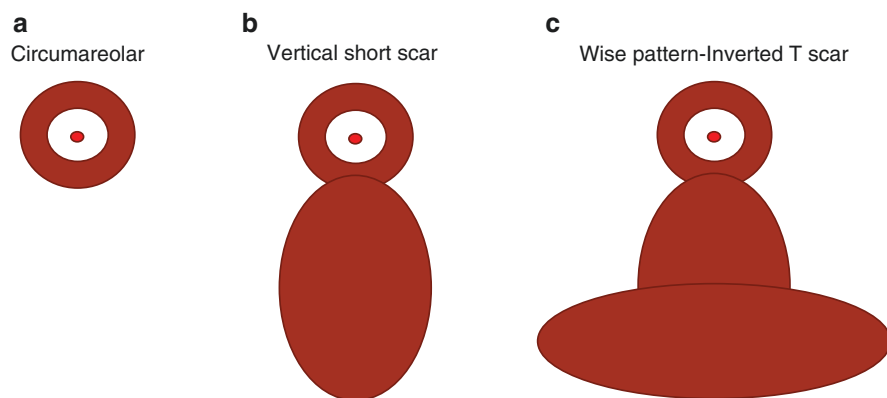 a
Circumareolar
b
Vertical short scar
c
Wise pattern-Inverted T scar